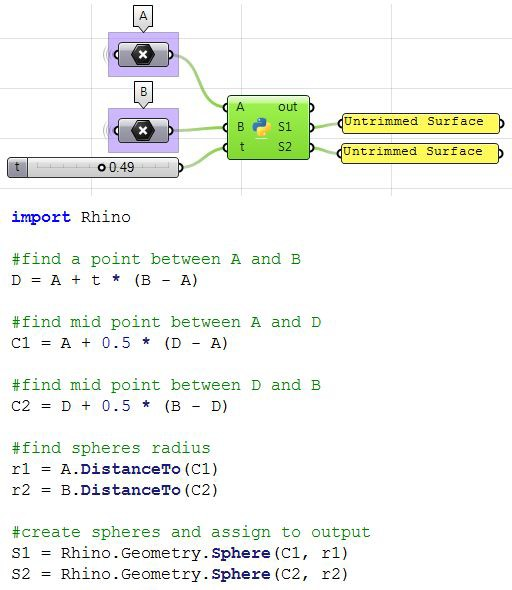 A
B
A out
B S1
t S2
t 0.49
Untrimmed Surface
Untrimmed Surface
import Rhino
#find a point between A and B
D = A + t * (B - A)
#find mid point between A and D
C1 = A + 0.5 * (D - A)
#find mid point between D and B
C2 = D + 0.5 * (B - D)
#find spheres radius
r1 = A.DistanceTo(C1)
r2 = B.DistanceTo(C2)
#create spheres and assign to output
S1 = Rhino.Geometry.Sphere(C1, r1)
S2 = Rhino.Geometry.Sphere(C2, r2)